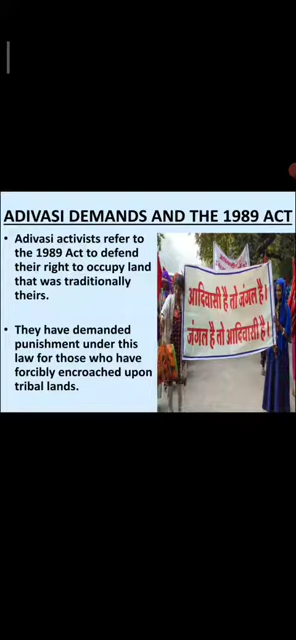 ADIVASI DEMANDS AND THE 1989 ACT
• Adivasi activists refer to
the 1989 Act to defend
their right to occupy land
that was traditionally
theirs.
• They have demanded
punishment under this
law for those who have
forcibly encroached upon
tribal lands.
आदिवासी है तो जंगल है।
जंगल है तो आदिवासी है।